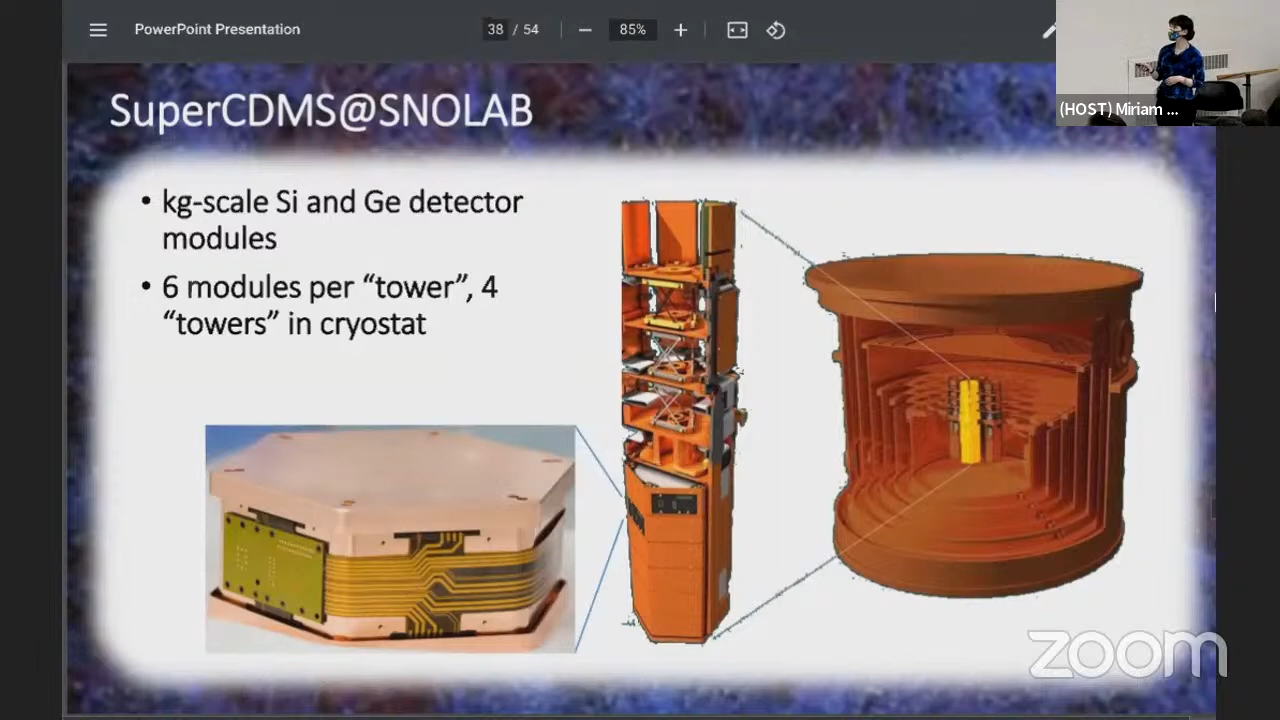 PowerPoint Presentation
38 / 54
85%
(HOST) Miriam ...
SuperCDMS@SNOLAB
• kg-scale Si and Ge detector
modules
• 6 modules per “tower”, 4
“towers” in cryostat
zoom